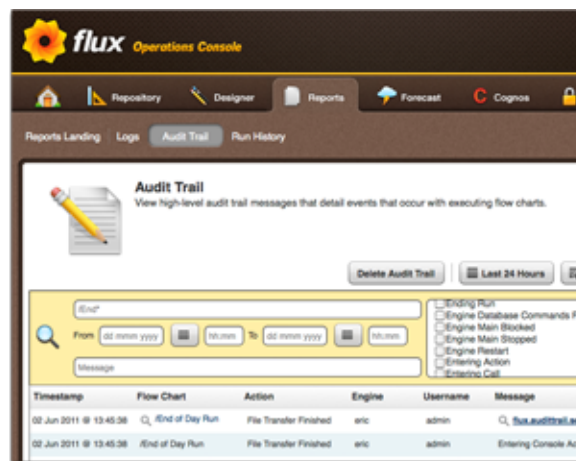 flux Operations Console
Repository Designer Reports Forecast Cognos
Reports Landing Logs Audit Trail Run History
Audit Trail
View high-level audit trail messages that detail events that occur with executing flow charts.
Delete Audit Trail Last 24 Hours
/End*
From dd mmm yyyy hh:mm To dd mmm yyyy hh:mm
Message
Ending Run
Engine Database Commands
Engine Main Blocked
Engine Main Stopped
Engine Restart
Entering Action
Entering Call
Timestamp Flow Chart Action Engine Username Message
02 Jun 2011 @ 13:45:38 /End of Day Run File Transfer Finished eric admin flux.audittrail.a
02 Jun 2011 @ 13:45:38 /End of Day Run File Transfer Finished eric admin Entering Console Ac